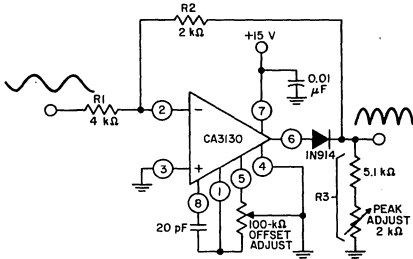 R2
2 kΩ
+15 V
0.01
µF
R1
4 kΩ
2
−
7
CA3130
6
1N914
3
+
4
5
1
8
20 pF
100-kΩ
OFFSET
ADJUST
5.1 kΩ
R3
PEAK
ADJUST
2 kΩ